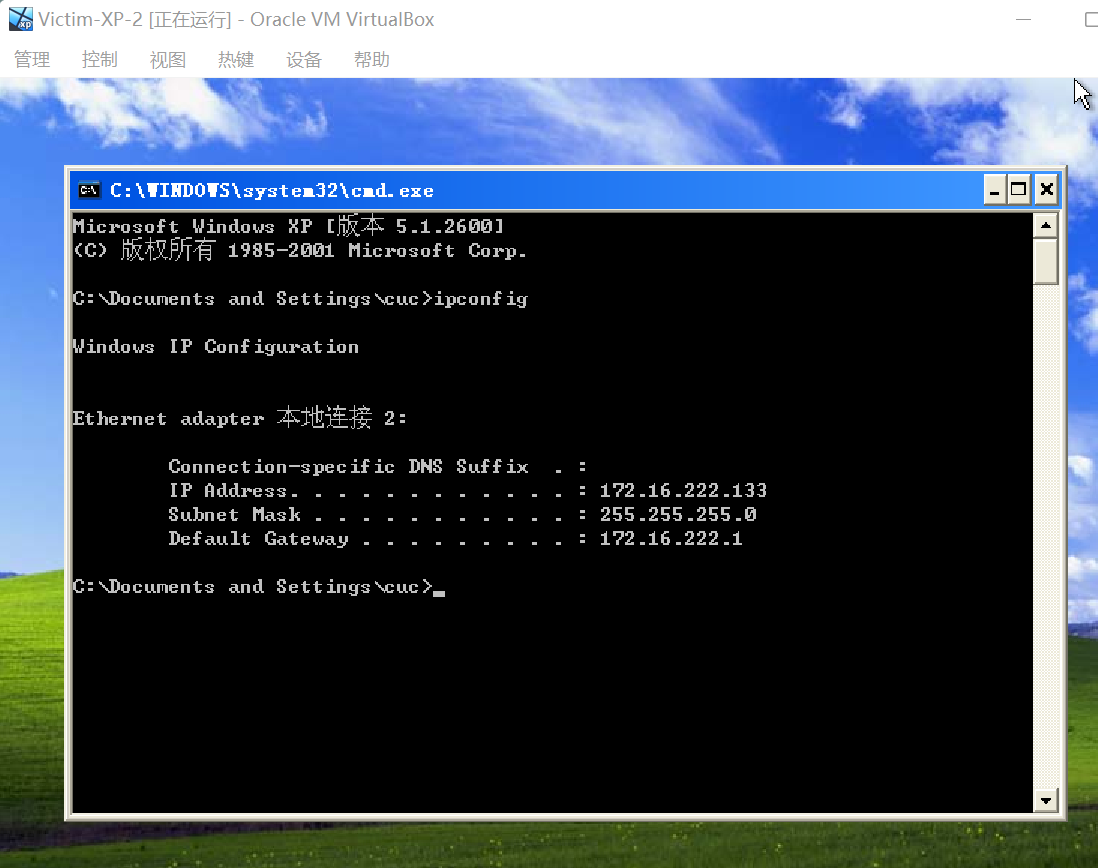 Victim-XP-2 [正在运行] - Oracle VM VirtualBox
管理 控制 视图 热键 设备 帮助
C:\WINDOWS\system32\cmd.exe
Microsoft Windows XP [版本 5.1.2600]
(C) 版权所有 1985-2001 Microsoft Corp.
C:\Documents and Settings\cuc>ipconfig
Windows IP Configuration
Ethernet adapter 本地连接 2:
Connection-specific DNS Suffix  . :
IP Address. . . . . . . . . . . . : 172.16.222.133
Subnet Mask . . . . . . . . . . . : 255.255.255.0
Default Gateway . . . . . . . . . : 172.16.222.1
C:\Documents and Settings\cuc>_